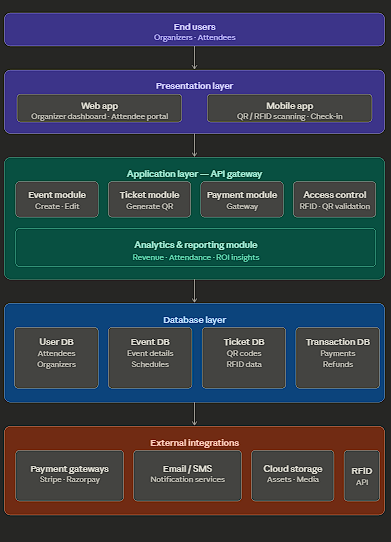 End users
Organizers · Attendees
Presentation layer
Web app
Organizer dashboard · Attendee portal
Mobile app
QR / RFID scanning · Check-in
Application layer — API gateway
Event module
Create · Edit
Ticket module
Generate QR
Payment module
Gateway
Access control
RFID · QR validation
Analytics & reporting module
Revenue · Attendance · ROI insights
Database layer
User DB
Attendees
Organizers
Event DB
Event details
Schedules
Ticket DB
QR codes
RFID data
Transaction DB
Payments
Refunds
External integrations
Payment gateways
Stripe · Razorpay
Email / SMS
Notification services
Cloud storage
Assets · Media
RFID
API